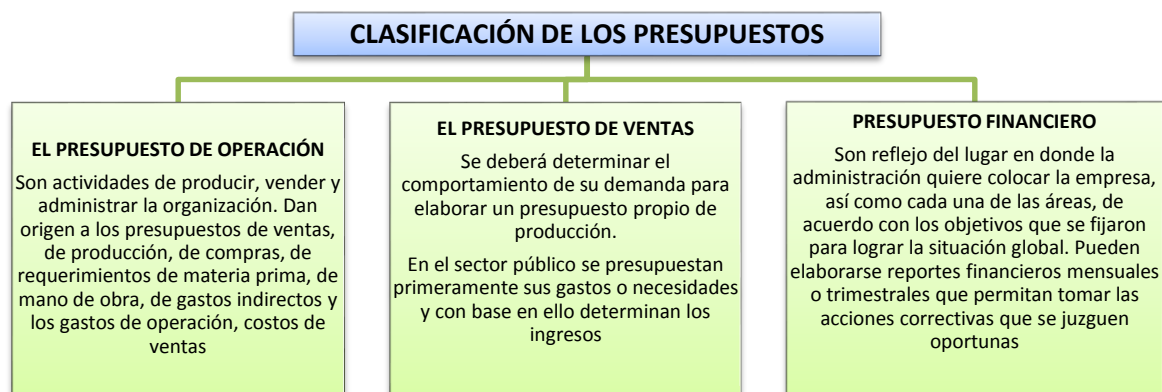 CLASIFICACIÓN DE LOS PRESUPUESTOS
EL PRESUPUESTO DE OPERACIÓN
Son actividades de producir, vender y
administrar la organización. Dan
origen a los presupuestos de ventas,
de producción, de compras, de
requerimientos de materia prima, de
mano de obra, de gastos indirectos y
los gastos de operación, costos de
ventas
EL PRESUPUESTO DE VENTAS
Se deberá determinar el
comportamiento de su demanda para
elaborar un presupuesto propio de
producción.
En el sector público se presupuestan
primeramente sus gastos o necesidades
y con base en ello determinan los
ingresos
PRESUPUESTO FINANCIERO
Son reflejo del lugar en donde la
administración quiere colocar la empresa,
así como cada una de las áreas, de
acuerdo con los objetivos que se fijaron
para lograr la situación global. Pueden
elaborarse reportes financieros mensuales
o trimestrales que permitan tomar las
acciones correctivas que se juzguen
oportunas